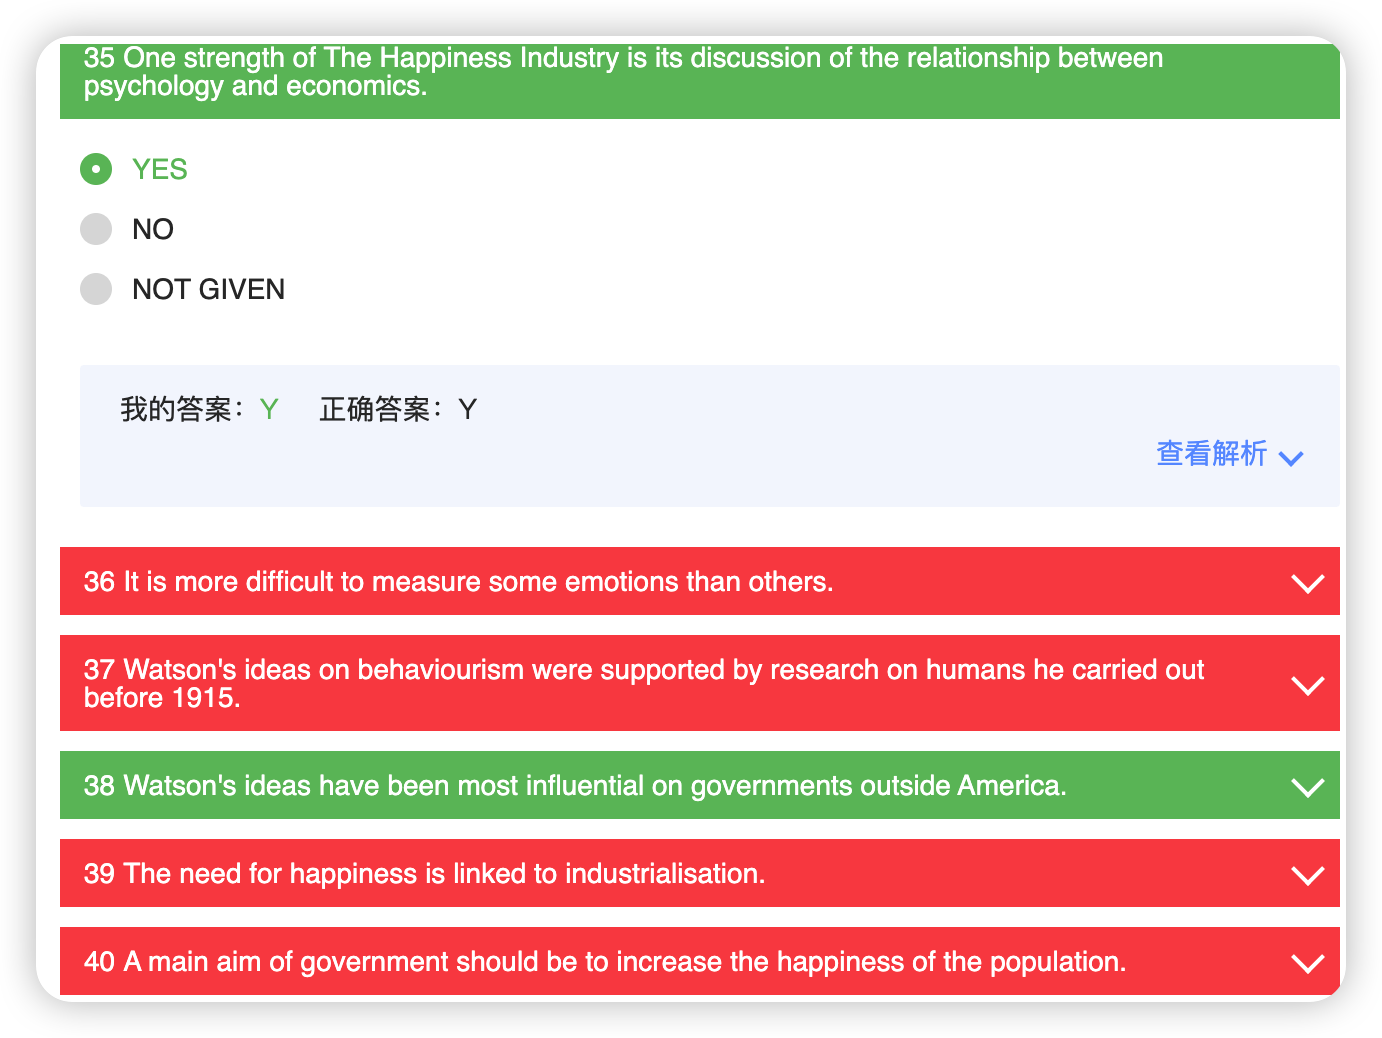 35 One strength of The Happiness Industry is its discussion of the relationship between
psychology and economics.
YES
NO
NOT GIVEN
我的答案：Y 正确答案：Y
查看解析
36 It is more difficult to measure some emotions than others.
37 Watson's ideas on behaviourism were supported by research on humans he carried out
before 1915.
38 Watson's ideas have been most influential on governments outside America.
39 The need for happiness is linked to industrialisation.
40 A main aim of government should be to increase the happiness of the population.